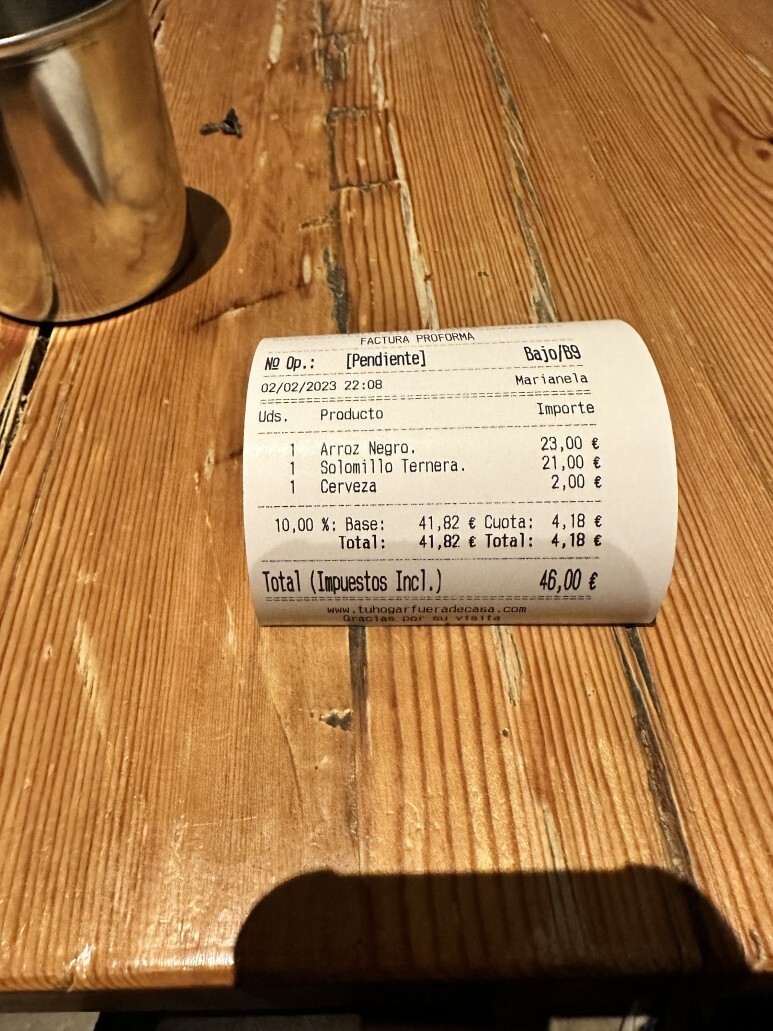 FACTURA PROFORMA
Nº Op.: [Pendiente] Bajo/B9
02/02/2023 22:08 Marianela
Uds. Producto Importe
1 Arroz Negro. 23,00 €
1 Solomillo Ternera. 21,00 €
1 Cerveza 2,00 €
10,00 %: Base: 41,82 € Cuota: 4,18 €
Total: 41,82 € Total: 4,18 €
Total (Impuestos Incl.) 46,00 €
www.tuhogarfueradecasa.com
Gracias por su visita